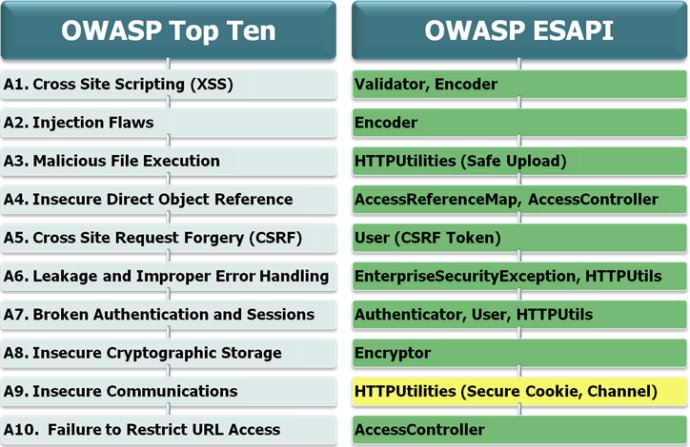 OWASP Top Ten OWASP ESAPI
A1. Cross Site Scripting (XSS) Validator, Encoder
A2. Injection Flaws Encoder
A3. Malicious File Execution HTTPUtilities (Safe Upload)
A4. Insecure Direct Object Reference AccessReferenceMap, AccessController
A5. Cross Site Request Forgery (CSRF) User (CSRF Token)
A6. Leakage and Improper Error Handling EnterpriseSecurityException, HTTPUtils
A7. Broken Authentication and Sessions Authenticator, User, HTTPUtils
A8. Insecure Cryptographic Storage Encryptor
A9. Insecure Communications HTTPUtilities (Secure Cookie, Channel)
A10. Failure to Restrict URL Access AccessController